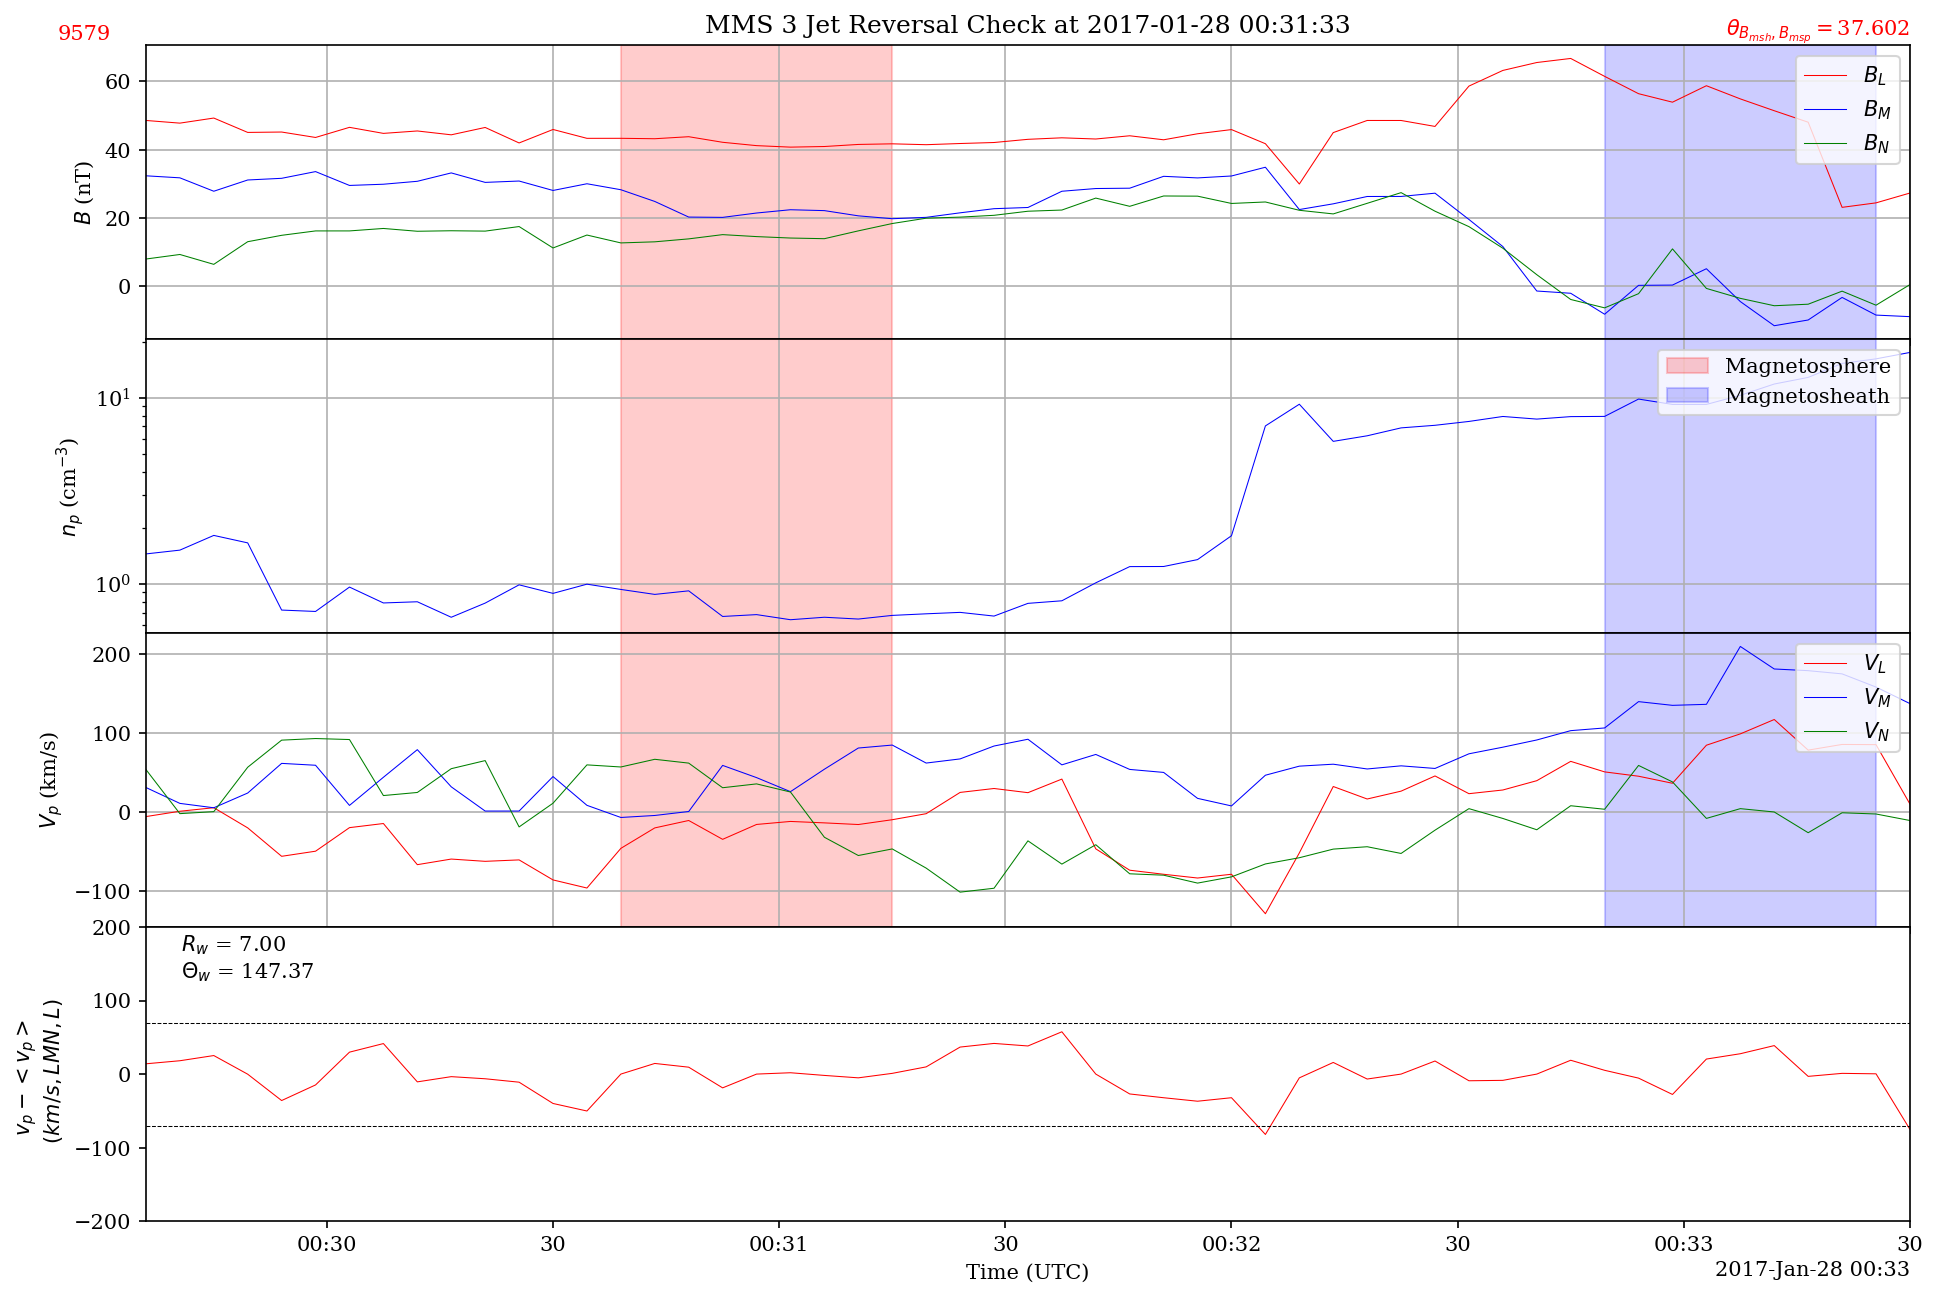 9579
MMS 3 Jet Reversal Check at 2017-01-28 00:31:33
θ_{B_{msh}, B_{msp}} = 37.602
60
40
20
0
B (nT)
B_L
B_M
B_N
10^1
10^0
n_p (cm^{−3})
Magnetosphere
Magnetosheath
200
100
0
−100
V_p (km/s)
V_L
V_M
V_N
200
100
0
−100
−200
v_p − <v_p>
(km/s, LMN, L)
R_w = 7.00
Θ_w = 147.37
00:30
30
00:31
30
00:32
30
00:33
30
Time (UTC)
2017-Jan-28 00:33